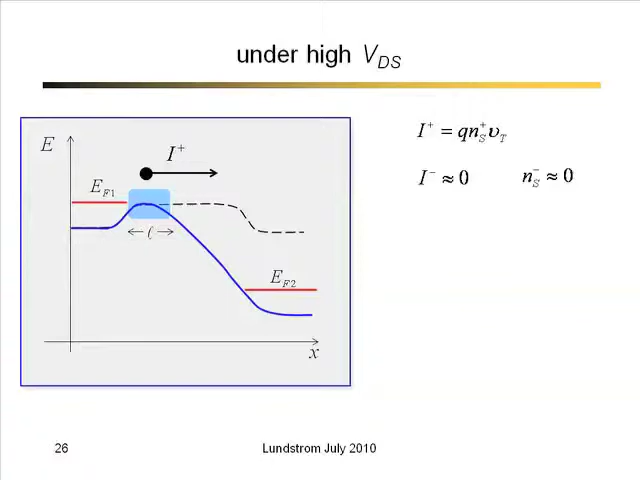 under high V_DS
E
I⁺
E_F1
ℓ
E_F2
x
I⁺ = qn_S⁺υ_T
I⁻ ≈ 0
n_S⁻ ≈ 0
26
Lundstrom July 2010